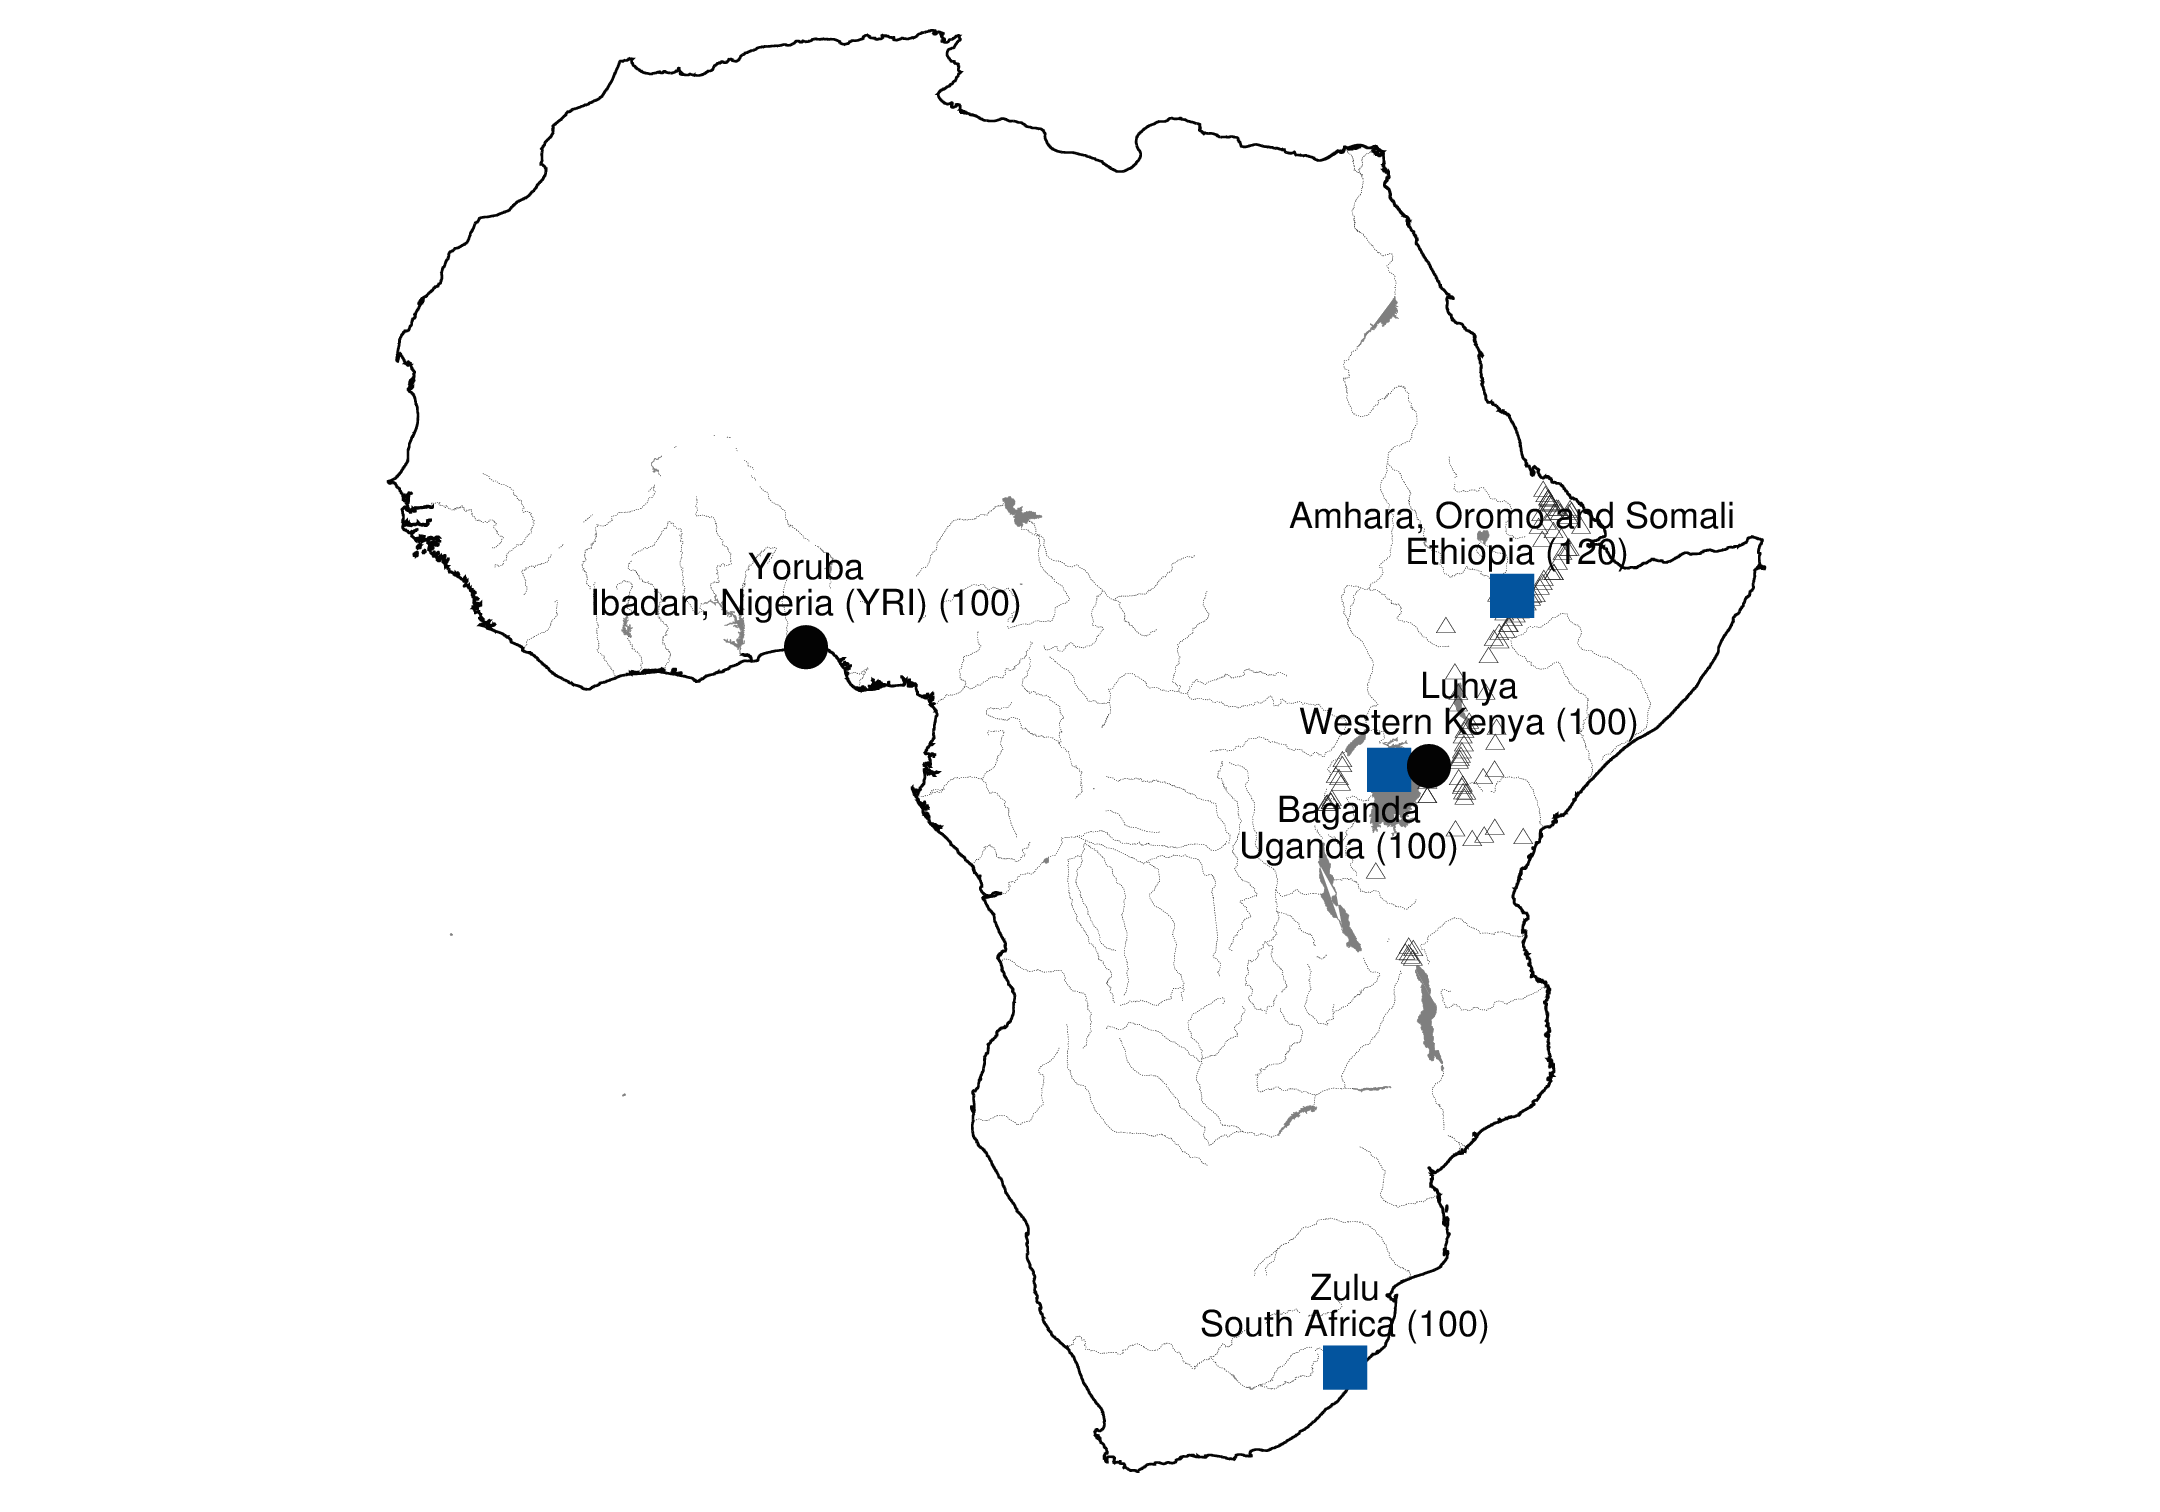 Amhara, Oromo and Somali
Ethiopia (120)
Yoruba
Ibadan, Nigeria (YRI) (100)
Luhya
Western Kenya (100)
Baganda
Uganda (100)
Zulu
South Africa (100)